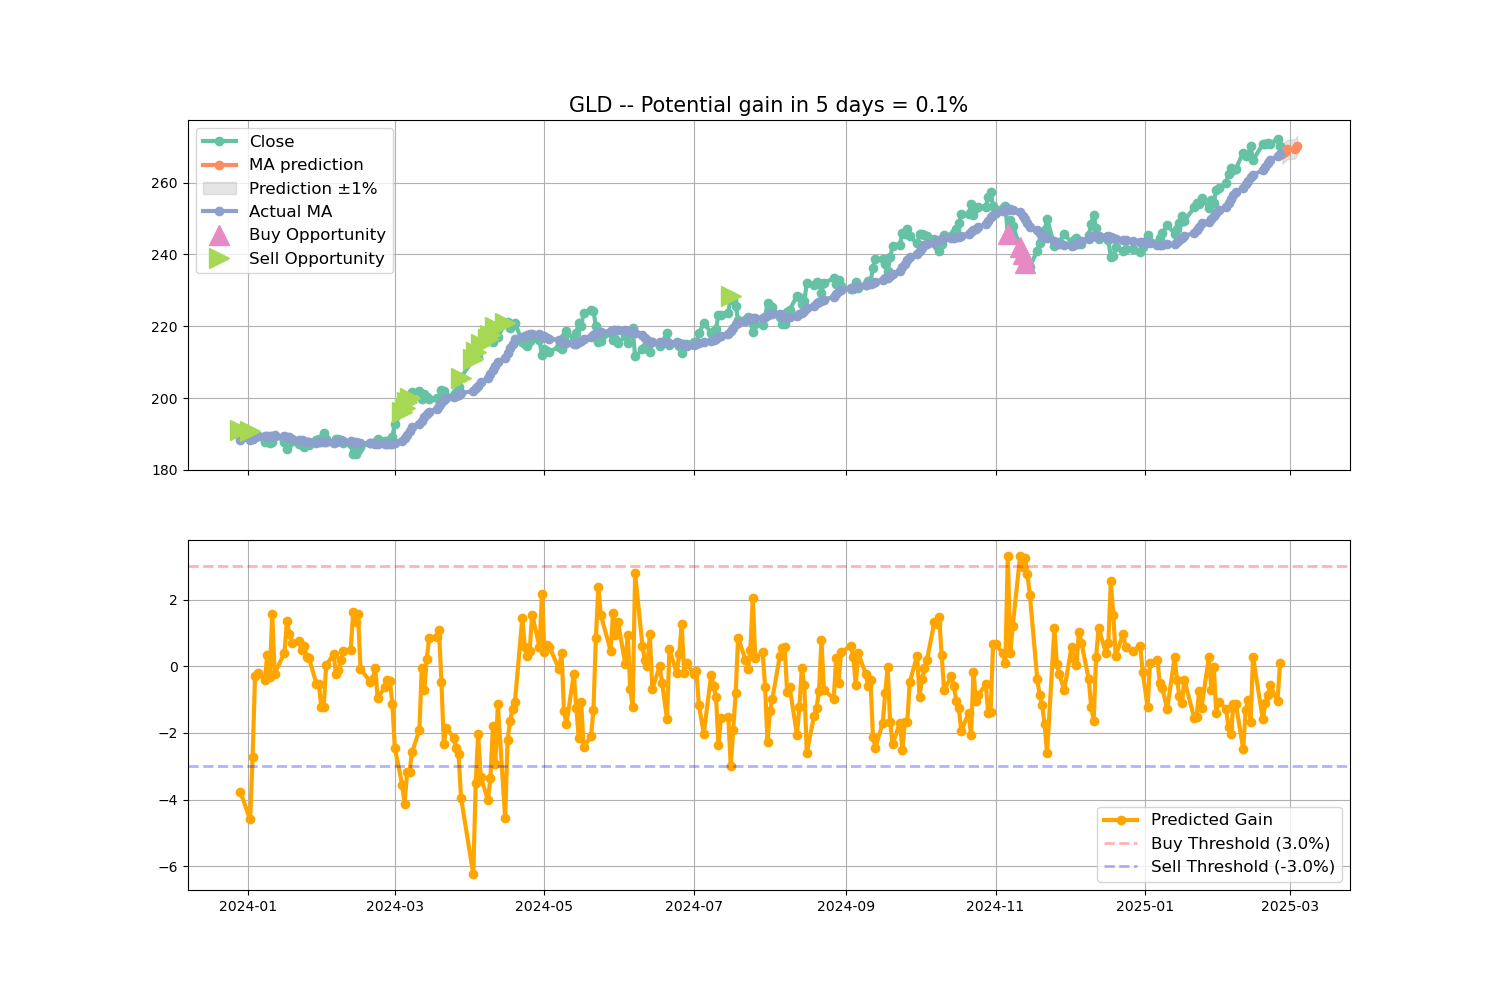 GLD -- Potential gain in 5 days = 0.1%
Close
MA prediction
Prediction ±1%
Actual MA
Buy Opportunity
Sell Opportunity
260
240
220
200
180
2
0
−2
−4
−6
Predicted Gain
Buy Threshold (3.0%)
Sell Threshold (-3.0%)
2024-01 2024-03 2024-05 2024-07 2024-09 2024-11 2025-01 2025-03